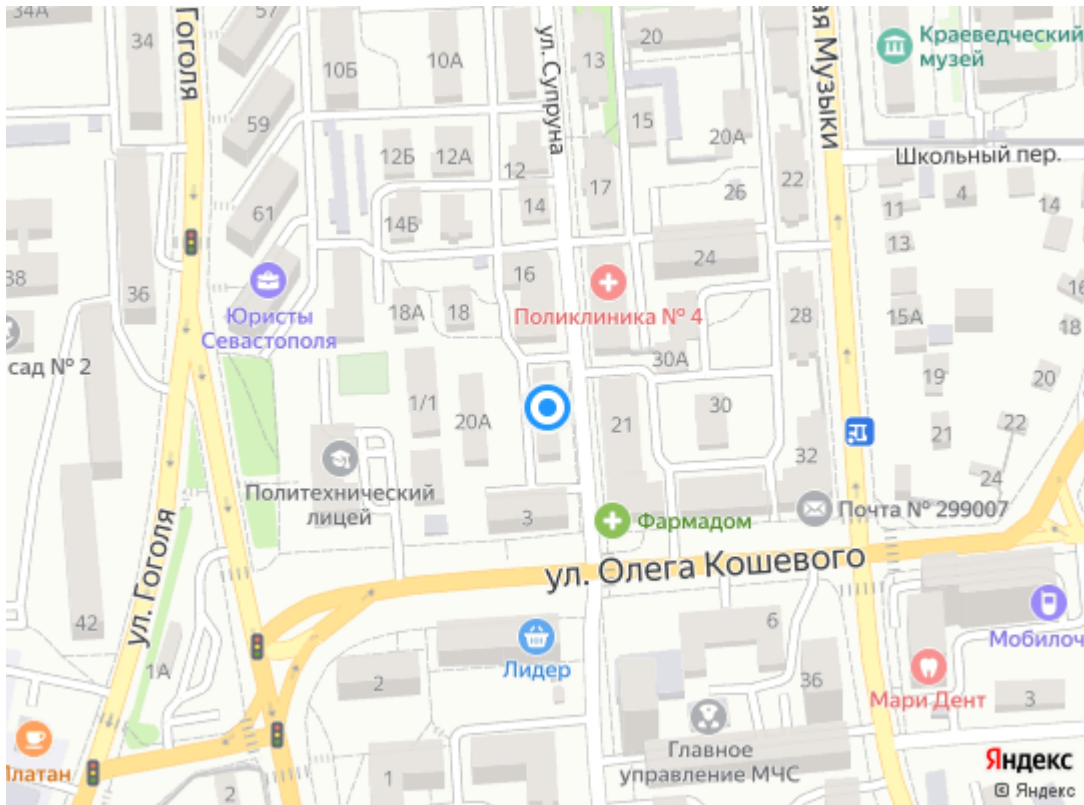 34А
34
Гоголя
57
59
61
10Б
10А
ул. Супруна
13
20
ая Музыки
Краеведческий
музей
12Б
12А
12
15
20А
22
Школьный пер.
14Б
14
17
26
11
4
14
13
38
36
Юристы
Севастополя
16
18А
18
Поликлиника № 4
24
28
15А
16
18
сад № 2
30А
19
20
1/1
20А
21
30
32
21
22
24
Политехнический
лицей
3
Фармадом
Почта № 299007
ул. Гоголя
ул. Олега Кошевого
42
1А
Лидер
2
6
36
Мобилоч
Мари Дент
3
Платан
2
1
Главное
управление МЧС
Яндекс
© Яндекс